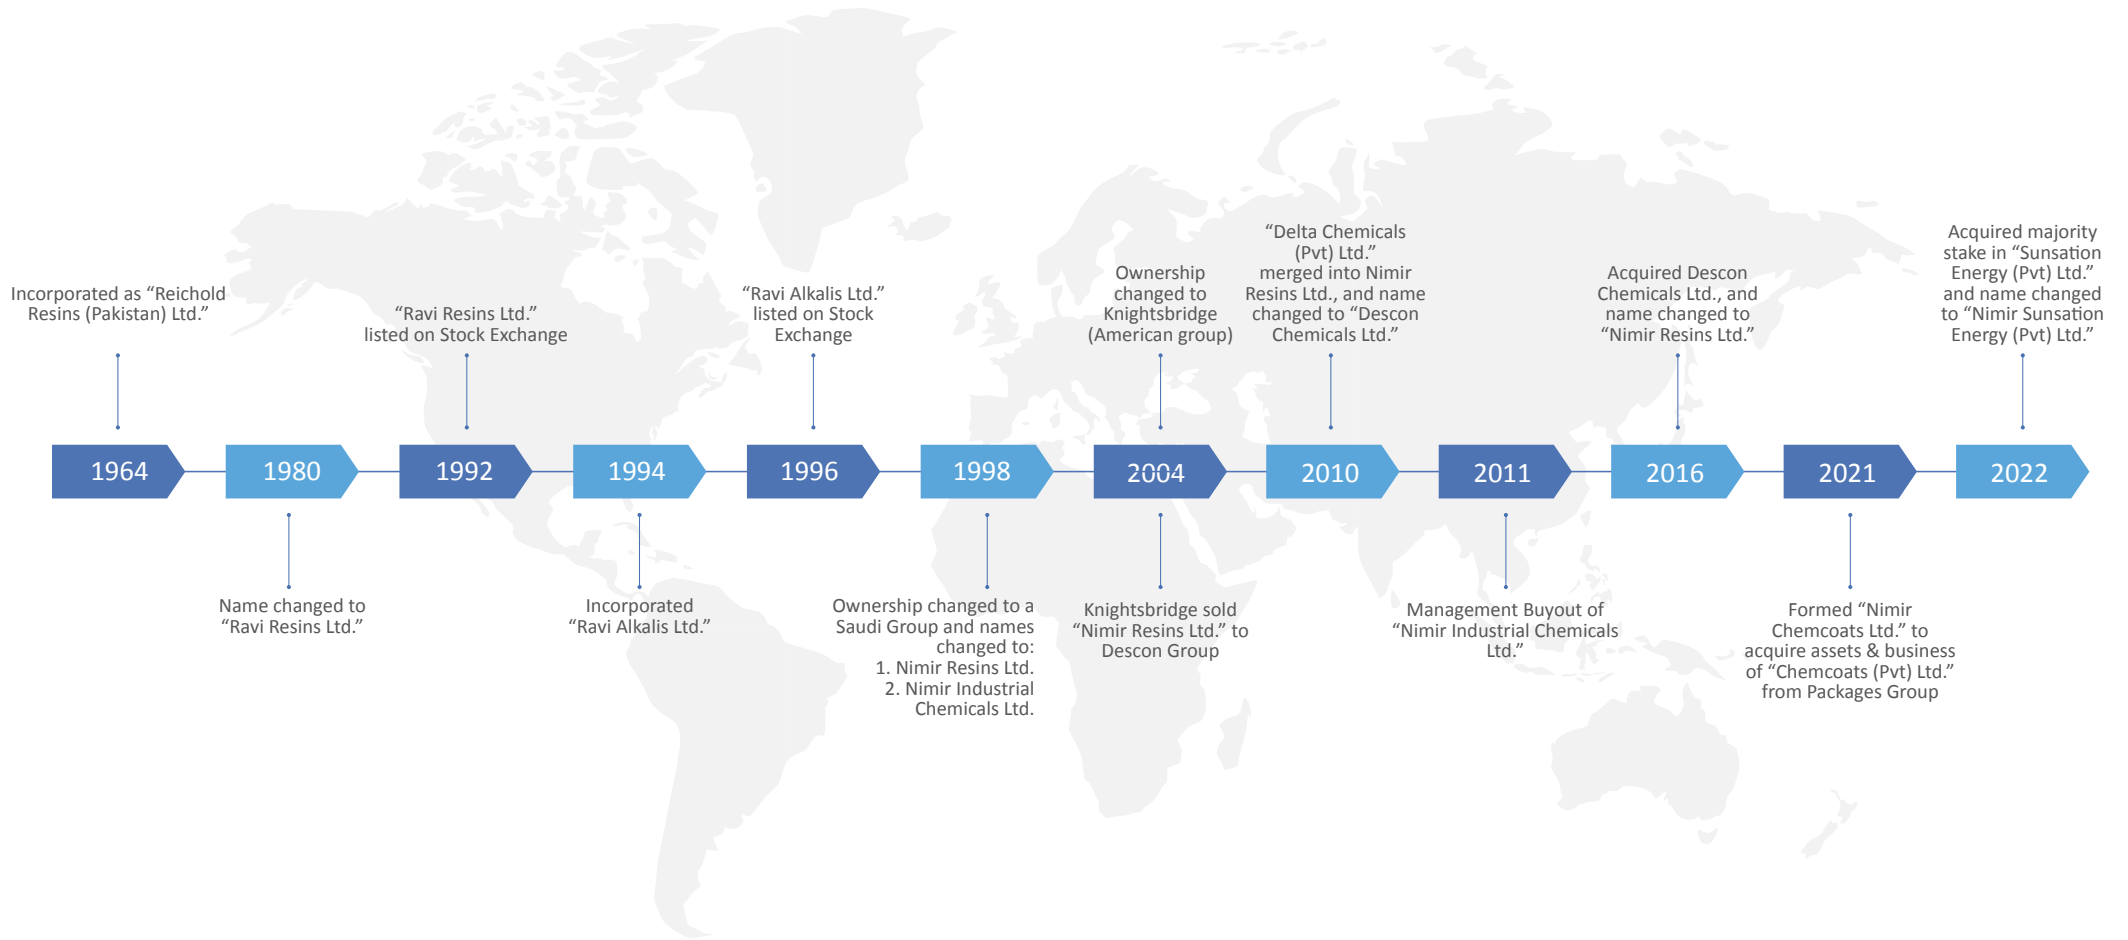 Incorporated as “Reichold
Resins (Pakistan) Ltd.”
1964
1980
Name changed to
“Ravi Resins Ltd.”
“Ravi Resins Ltd.”
listed on Stock Exchange
1992
1994
Incorporated
“Ravi Alkalis Ltd.”
“Ravi Alkalis Ltd.”
listed on Stock
Exchange
1996
1998
Ownership changed to a
Saudi Group and names
changed to:
1. Nimir Resins Ltd.
2. Nimir Industrial
Chemicals Ltd.
Ownership
changed to
Knightsbridge
(American group)
2004
Knightsbridge sold
“Nimir Resins Ltd.” to
Descon Group
“Delta Chemicals
(Pvt) Ltd.”
merged into Nimir
Resins Ltd., and name
changed to “Descon
Chemicals Ltd.”
2010
2011
Management Buyout of
“Nimir Industrial Chemicals
Ltd.”
Acquired Descon
Chemicals Ltd., and
name changed to
“Nimir Resins Ltd.”
2016
2021
Formed “Nimir
Chemcoats Ltd.” to
acquire assets & business
of “Chemcoats (Pvt) Ltd.”
from Packages Group
Acquired majority
stake in “Sunsation
Energy (Pvt) Ltd.”
and name changed
to “Nimir Sunsation
Energy (Pvt) Ltd.”
2022